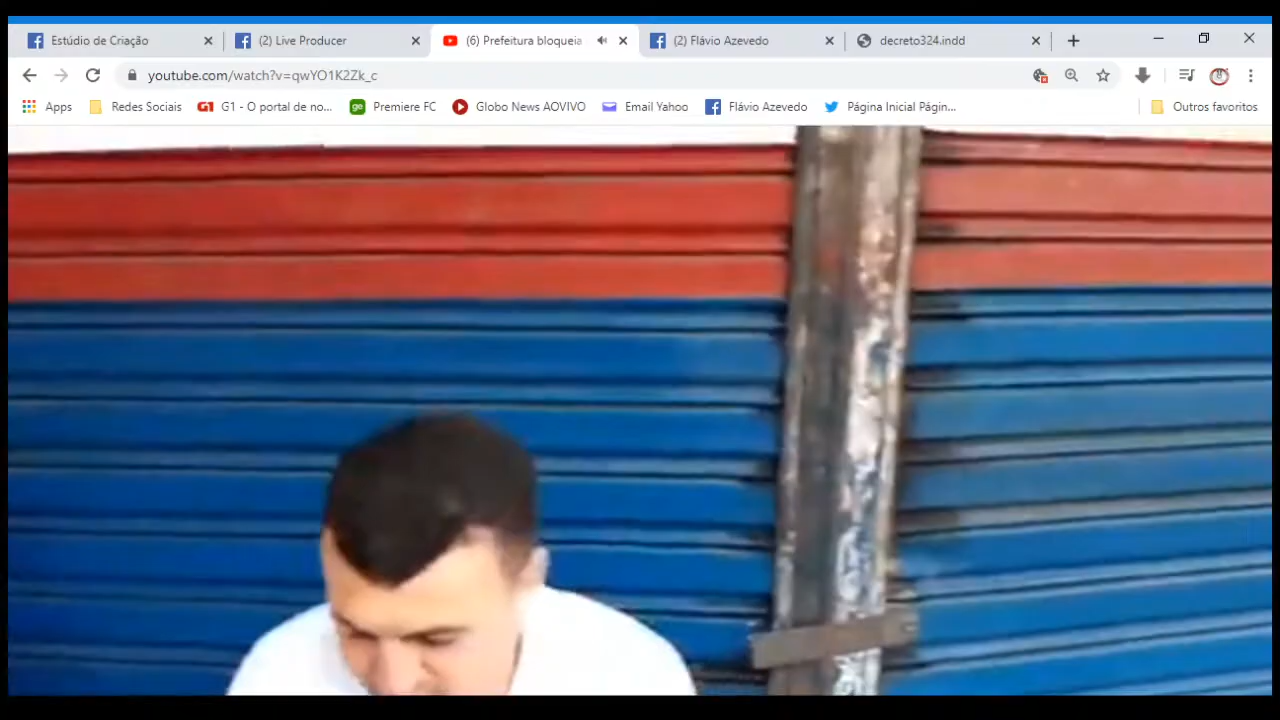 Estúdio de Criação
(2) Live Producer
(6) Prefeitura bloqueia
(2) Flávio Azevedo
decreto324.indd
youtube.com/watch?v=qwYO1K2Zk_c
Apps
Redes Sociais
G1 G1 - O portal de no...
ge Premiere FC
Globo News AOVIVO
Email Yahoo
Flávio Azevedo
Página Inicial Págin...
Outros favoritos